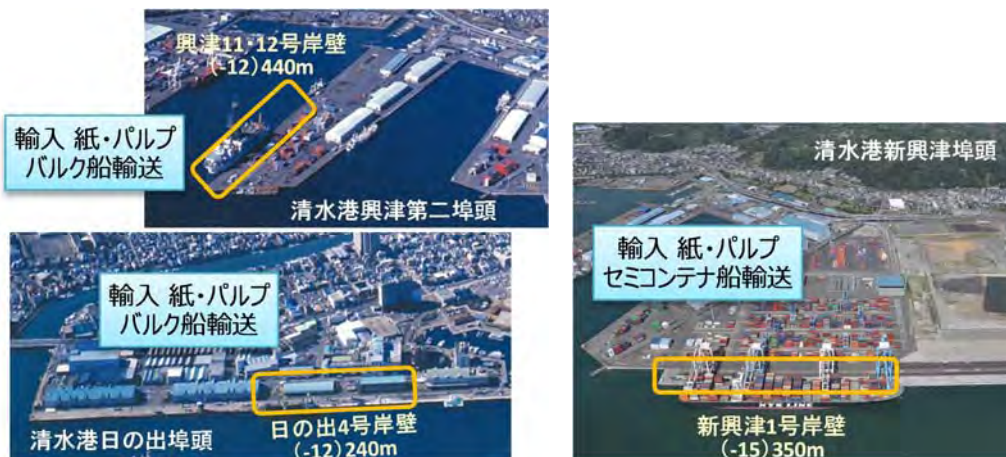 興津11・12号岸壁
(-12)440m
輸入 紙・パルプ
バルク船輸送
清水港興津第二埠頭
輸入 紙・パルプ
バルク船輸送
清水港日の出埠頭
日の出4号岸壁
(-12)240m
清水港新興津埠頭
輸入 紙・パルプ
セミコンテナ船輸送
NYK LINE
新興津1号岸壁
(-15)350m